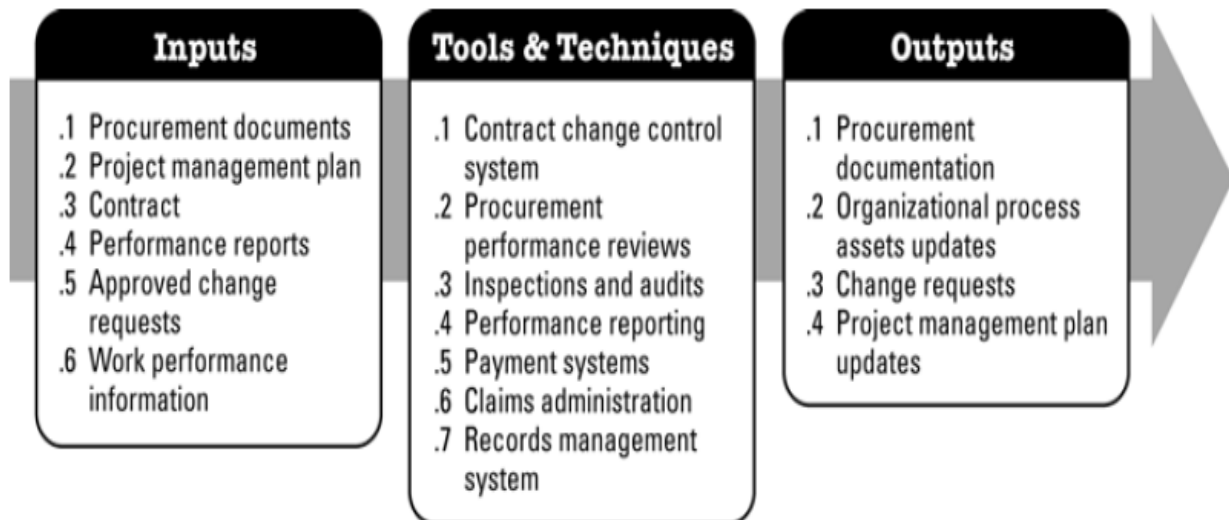 Inputs
.1 Procurement documents
.2 Project management plan
.3 Contract
.4 Performance reports
.5 Approved change
requests
.6 Work performance
information
Tools & Techniques
.1 Contract change control
system
.2 Procurement
performance reviews
.3 Inspections and audits
.4 Performance reporting
.5 Payment systems
.6 Claims administration
.7 Records management
system
Outputs
.1 Procurement
documentation
.2 Organizational process
assets updates
.3 Change requests
.4 Project management plan
updates